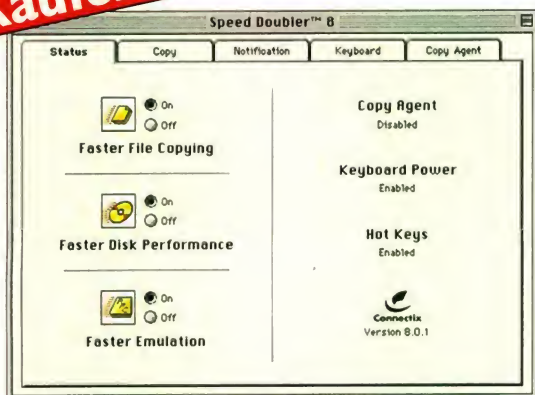 Speed Doubler™ 8
Status
Copy
Notification
Keyboard
Copy Agent
On
Off
Faster File Copying
On
Off
Faster Disk Performance
On
Off
Faster Emulation
Copy Agent
Disabled
Keyboard Power
Enabled
Hot Keys
Enabled
Connectix
Version 8.0.1